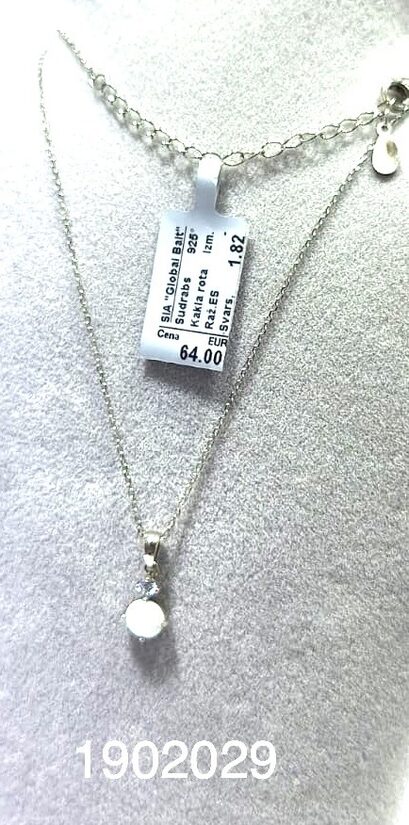 SIA "Global Balt"
Sudrabs 925°
Kakla rota Izm.
Raž.ES -
Svars, 1.82
Cena EUR
64.00
1902029